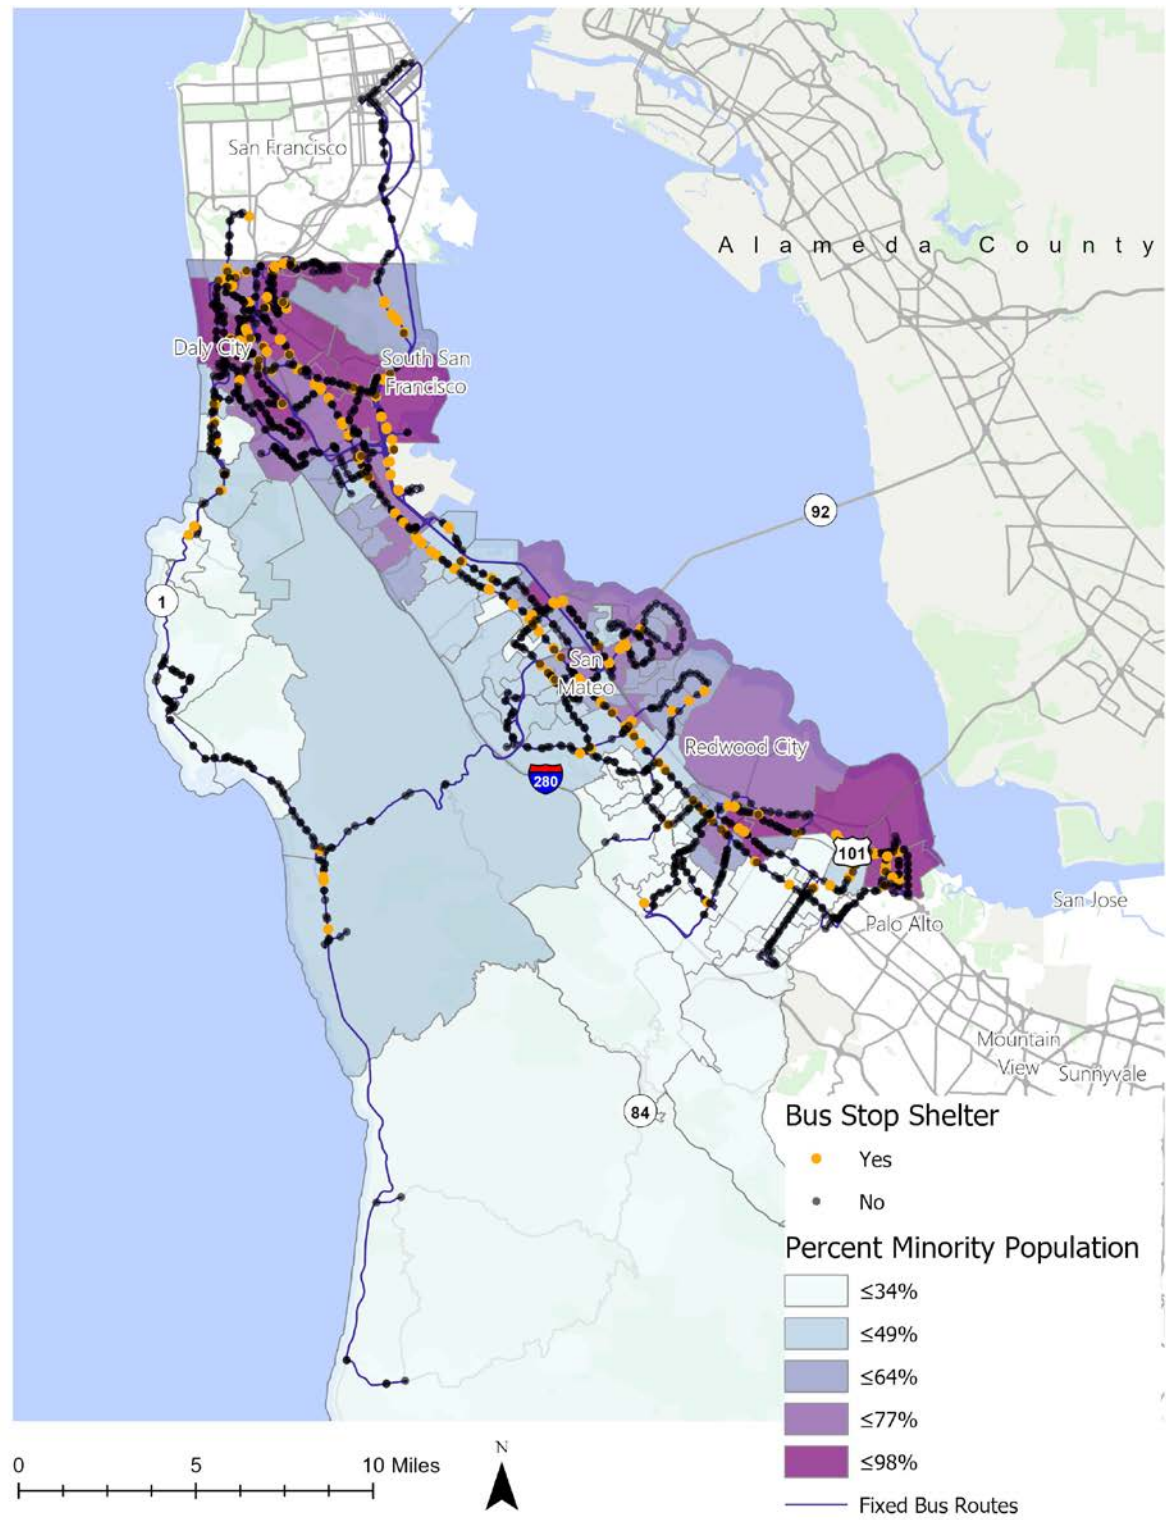 San Francisco
A l a m e d a C o u n t y
Daly City
South San
Francisco
92
1
San
Mateo
Redwood City
280
101
San Jose
Palo Alto
Mountain
View
Sunnyvale
84
Bus Stop Shelter
Yes
No
Percent Minority Population
≤34%
≤49%
≤64%
≤77%
≤98%
Fixed Bus Routes
0 5 10 Miles
N